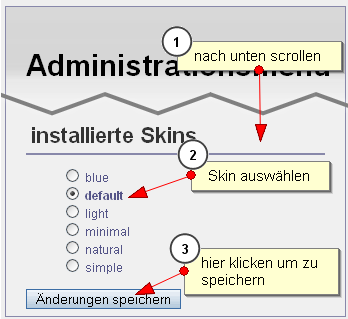 1
nach unten scrollen
Administrationsmenü
installierte Skins
2
Skin auswählen
blue
default
light
minimal
natural
simple
3
hier klicken um zu
speichern
Änderungen speichern